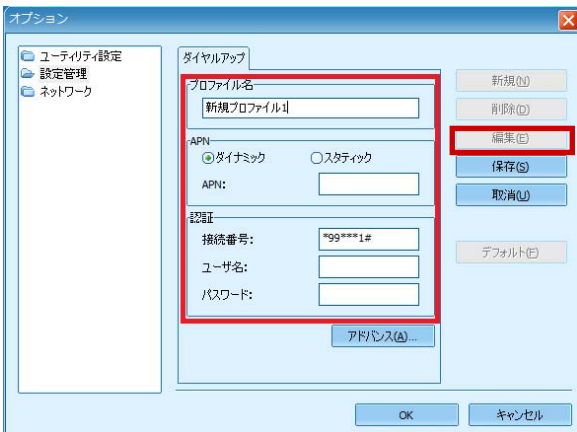 オプション
ユーティリティ設定
設定管理
ネットワーク
ダイヤルアップ
プロファイル名
新規プロファイル1
APN
ダイナミック スタティック
APN:
認証
接続番号: *99***1#
ユーザ名:
パスワード:
アドバンス(A)...
新規(N)
削除(D)
編集(E)
保存(S)
取消(U)
デフォルト(F)
OK キャンセル